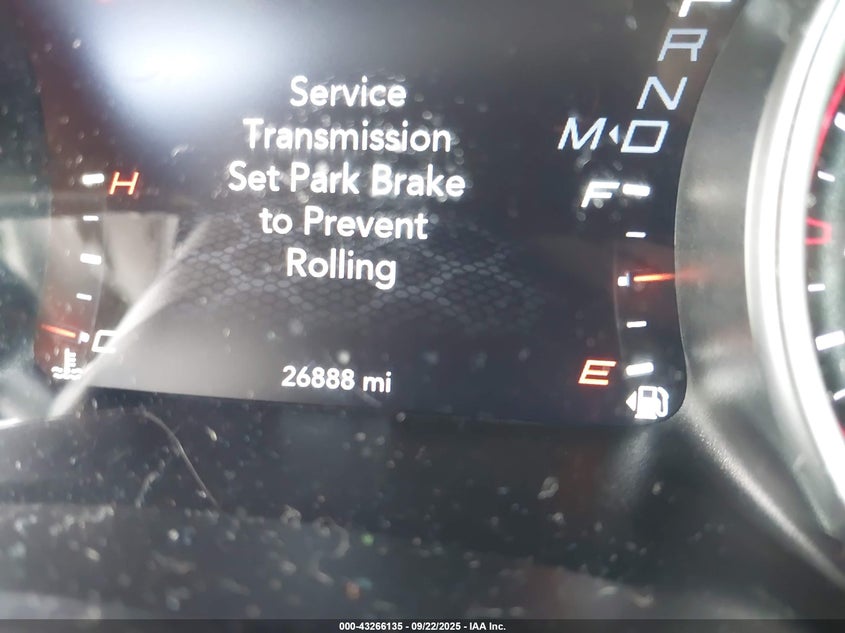 P
R
N
M D
Service
Transmission
Set Park Brake
to Prevent
Rolling
H
F
C
E
26888 mi
000-43266135 - 09/22/2025 - IAA Inc.